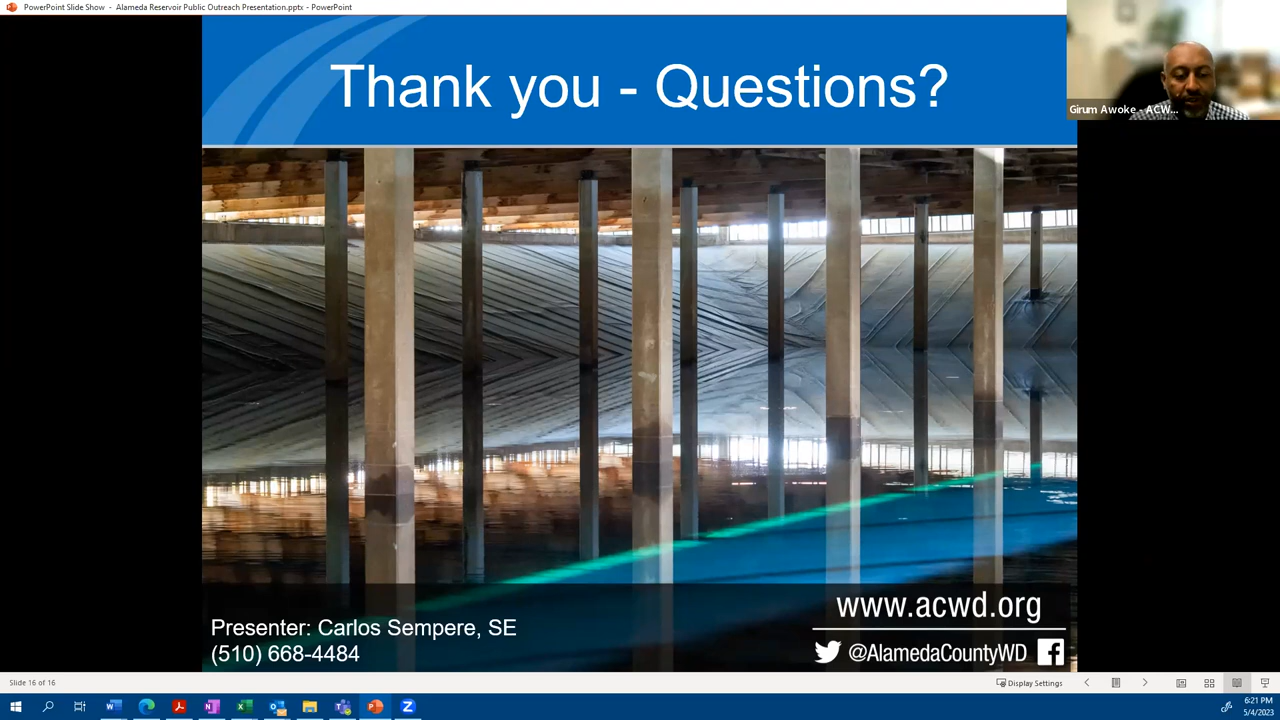 PowerPoint Slide Show - Alameda Reservoir Public Outreach Presentation.pptx - PowerPoint
Thank you - Questions?
Girum Awoke - ACW...
Presenter: Carlos Sempere, SE
(510) 668-4484
www.acwd.org
@AlamedaCountyWD
Slide 16 of 16
Display Settings
6:21 PM
5/4/2023